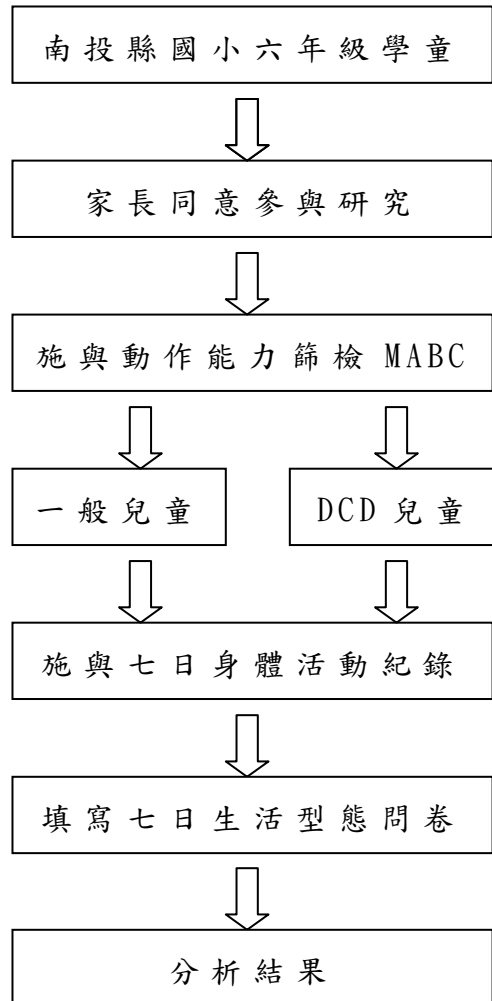 南投縣國小六年級學童
家長同意參與研究
施與動作能力篩檢 MABC
一般兒童
DCD 兒童
施與七日身體活動紀錄
填寫七日生活型態問卷
分析結果